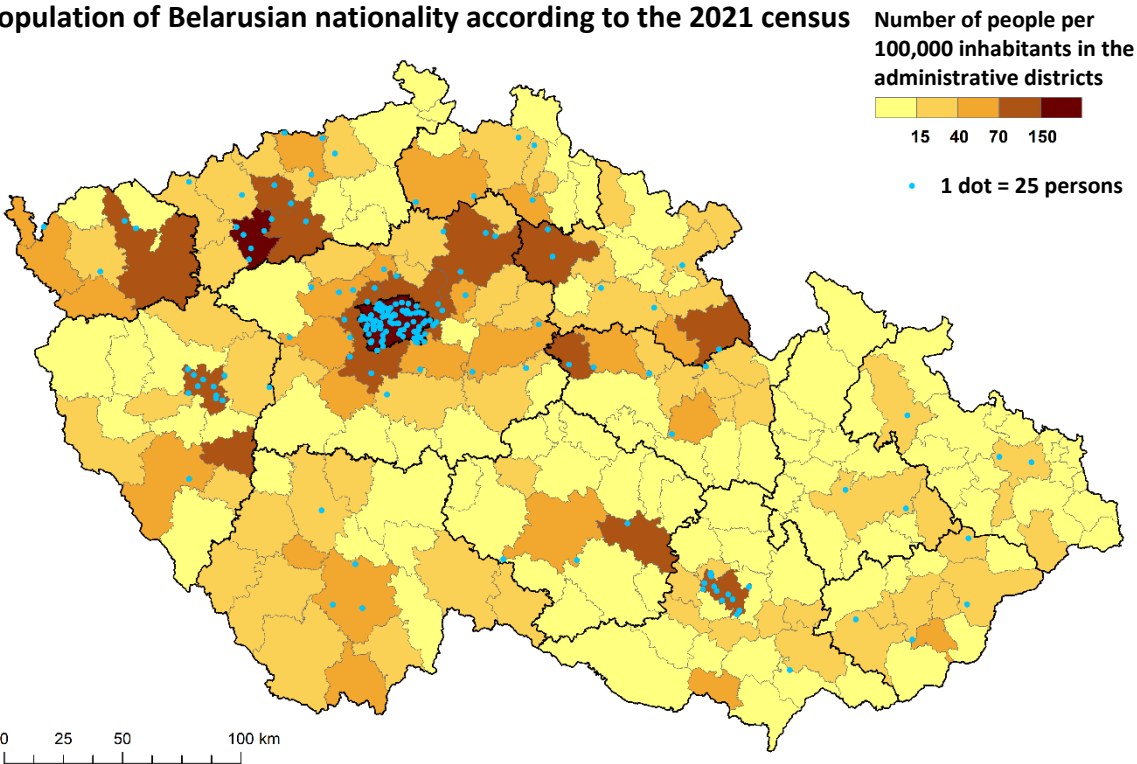 opulation of Belarusian nationality according to the 2021 census
Number of people per
100,000 inhabitants in the
administrative districts
15 40 70 150
1 dot = 25 persons
0 25 50 100 km